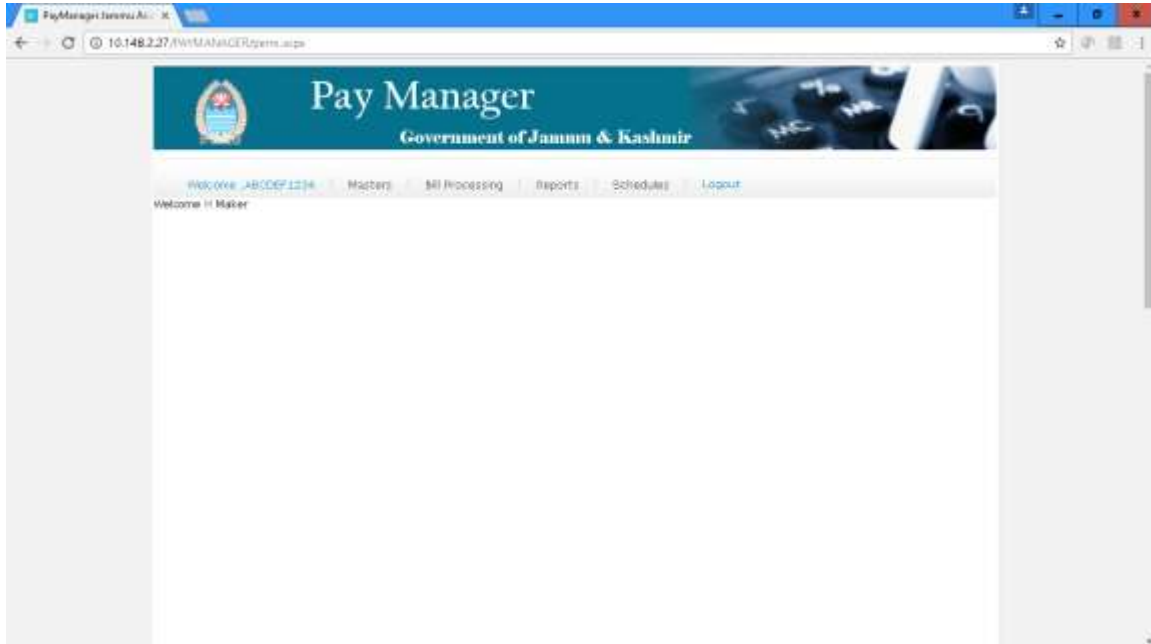 PayManager Jammu An...
10.148.2.27/PAYMANAGER/perm.aspx
Pay Manager
Government of Jammu & Kashmir
Welcome :ABCDEF1234 Masters Bill Processing Reports Schedules Logout
Welcome !! Maker